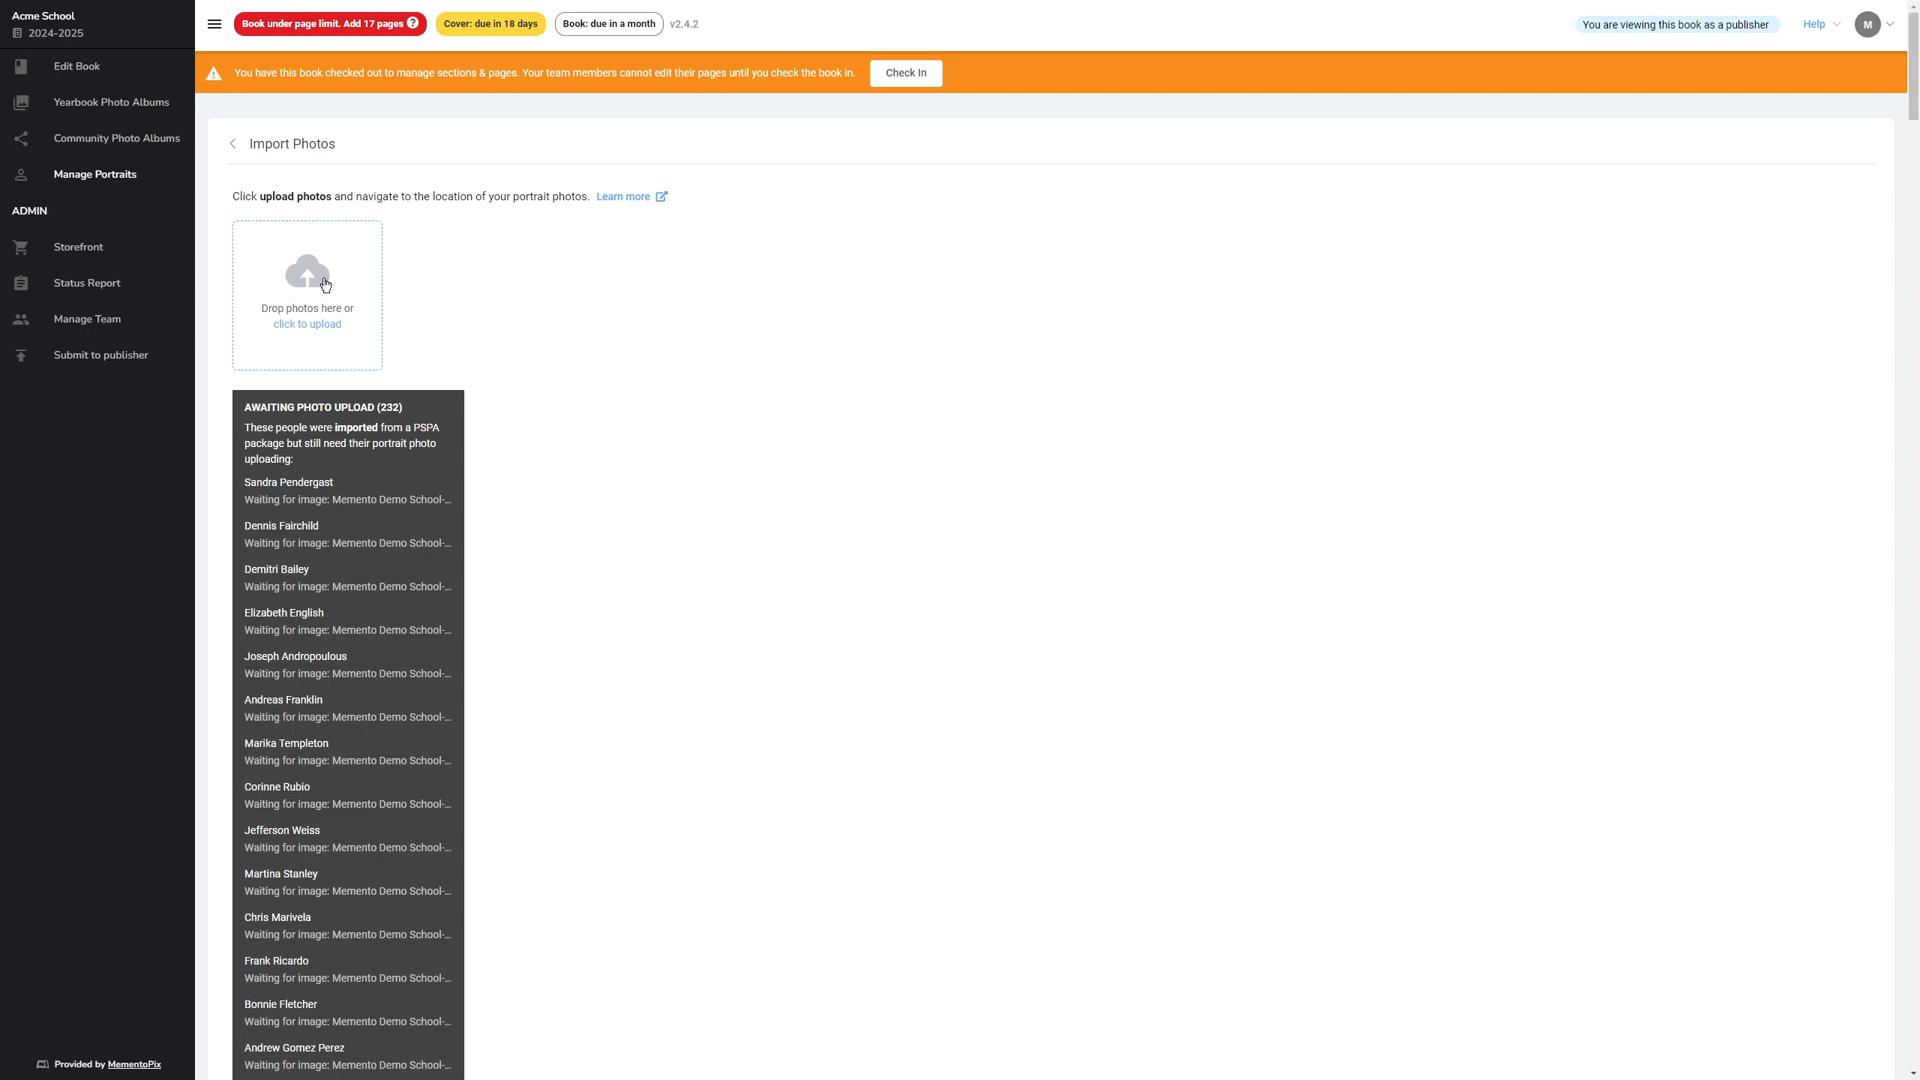 Acme School
2024-2025
Edit Book
Yearbook Photo Albums
Community Photo Albums
Manage Portraits
ADMIN
Storefront
Status Report
Manage Team
Submit to publisher
Provided by MementoPix
Book under page limit. Add 17 pages ?
Cover: due in 18 days
Book: due in a month
v2.4.2
You are viewing this book as a publisher
Help
M
You have this book checked out to manage sections & pages. Your team members cannot edit their pages until you check the book in.
Check In
Import Photos
Click upload photos and navigate to the location of your portrait photos. Learn more
Drop photos here or
click to upload
AWAITING PHOTO UPLOAD (232)
These people were imported from a PSPA
package but still need their portrait photo
uploading:
Sandra Pendergast
Waiting for image: Memento Demo School-...
Dennis Fairchild
Waiting for image: Memento Demo School-...
Demitri Bailey
Waiting for image: Memento Demo School-...
Elizabeth English
Waiting for image: Memento Demo School-...
Joseph Andropoulous
Waiting for image: Memento Demo School-...
Andreas Franklin
Waiting for image: Memento Demo School-...
Marika Templeton
Waiting for image: Memento Demo School-...
Corinne Rubio
Waiting for image: Memento Demo School-...
Jefferson Weiss
Waiting for image: Memento Demo School-...
Martina Stanley
Waiting for image: Memento Demo School-...
Chris Marivela
Waiting for image: Memento Demo School-...
Frank Ricardo
Waiting for image: Memento Demo School-...
Bonnie Fletcher
Waiting for image: Memento Demo School-...
Andrew Gomez Perez
Waiting for image: Memento Demo School-...